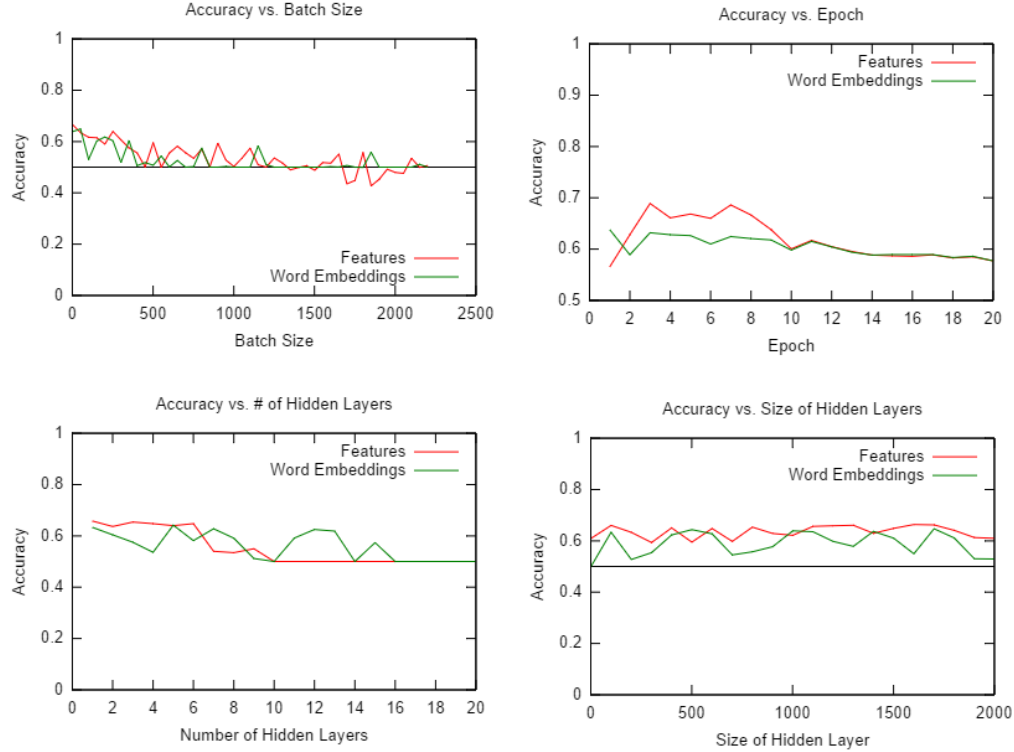 Accuracy vs. Batch Size
1
0.8
0.6
0.4
0.2
0
Accuracy
Features
Word Embeddings
0 500 1000 1500 2000 2500
Batch Size
Accuracy vs. Epoch
1
0.9
0.8
0.7
0.6
0.5
Accuracy
Features
Word Embeddings
0 2 4 6 8 10 12 14 16 18 20
Epoch
Accuracy vs. # of Hidden Layers
1
0.8
0.6
0.4
0.2
0
Accuracy
Features
Word Embeddings
0 2 4 6 8 10 12 14 16 18 20
Number of Hidden Layers
Accuracy vs. Size of Hidden Layers
1
0.8
0.6
0.4
0.2
0
Accuracy
Features
Word Embeddings
0 500 1000 1500 2000
Size of Hidden Layer